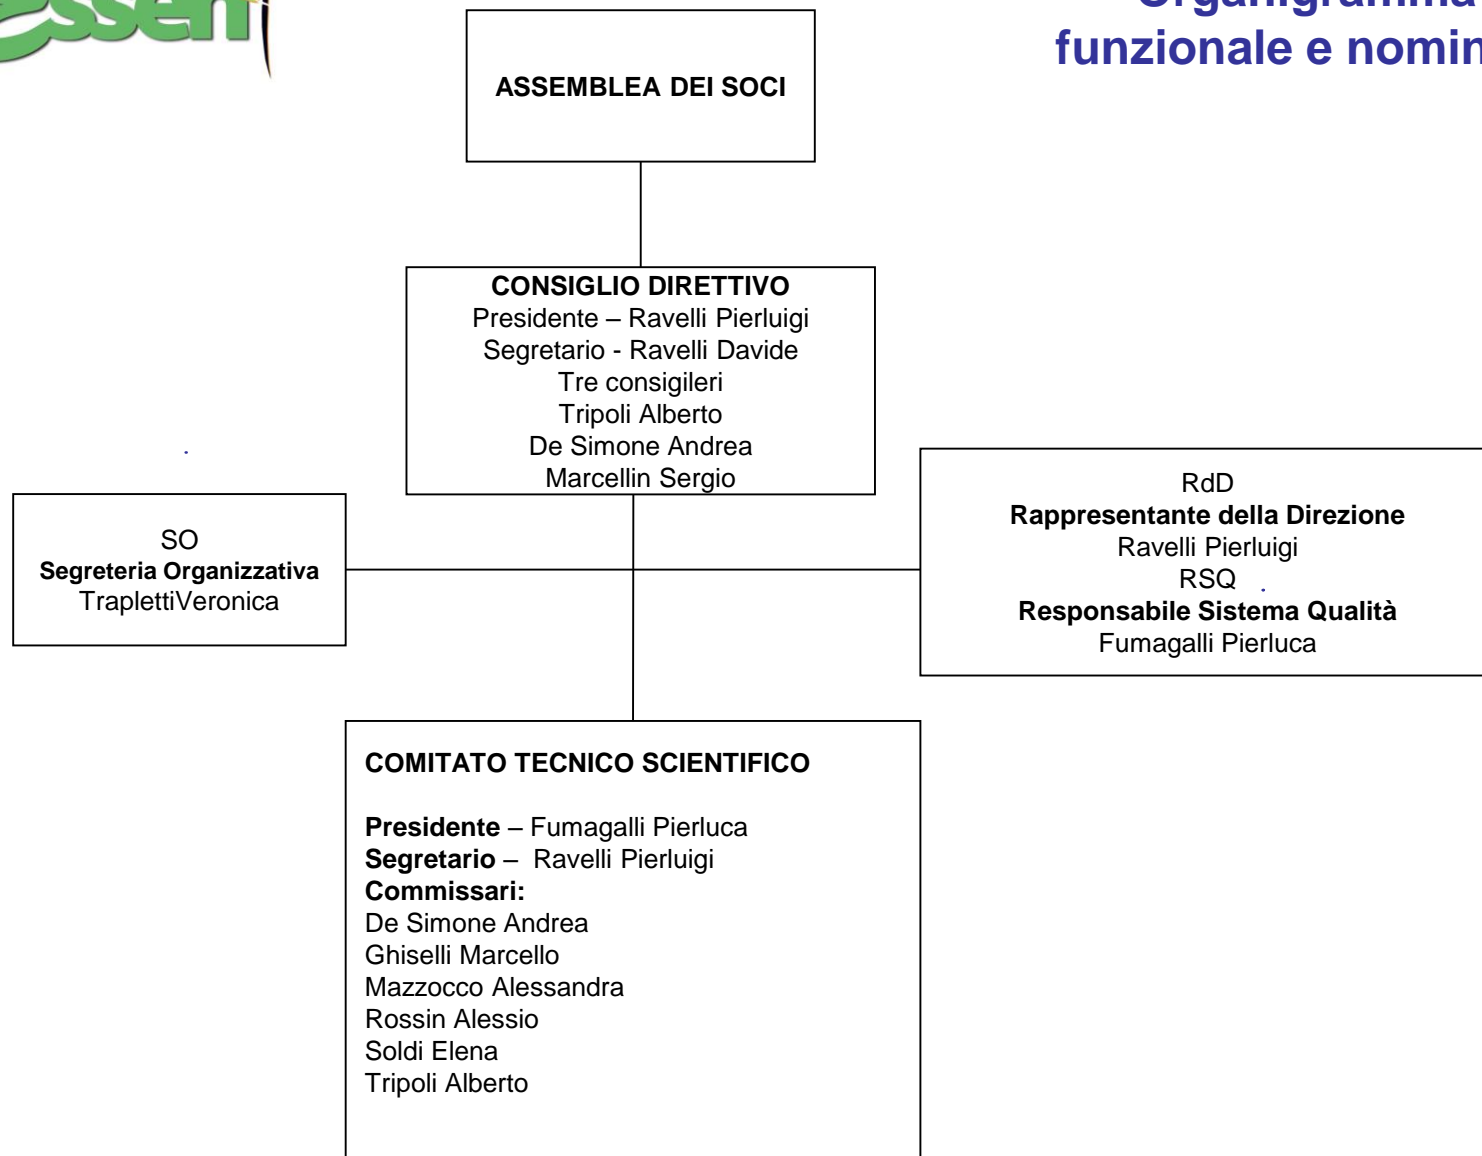 essen
Organigramma
funzionale e nomin
ASSEMBLEA DEI SOCI
CONSIGLIO DIRETTIVO
Presidente – Ravelli Pierluigi
Segretario - Ravelli Davide
Tre consigileri
Tripoli Alberto
De Simone Andrea
Marcellin Sergio
SO
Segreteria Organizzativa
TraplettiVeronica
RdD
Rappresentante della Direzione
Ravelli Pierluigi
RSQ
Responsabile Sistema Qualità
Fumagalli Pierluca
COMITATO TECNICO SCIENTIFICO
Presidente – Fumagalli Pierluca
Segretario – Ravelli Pierluigi
Commissari:
De Simone Andrea
Ghiselli Marcello
Mazzocco Alessandra
Rossin Alessio
Soldi Elena
Tripoli Alberto